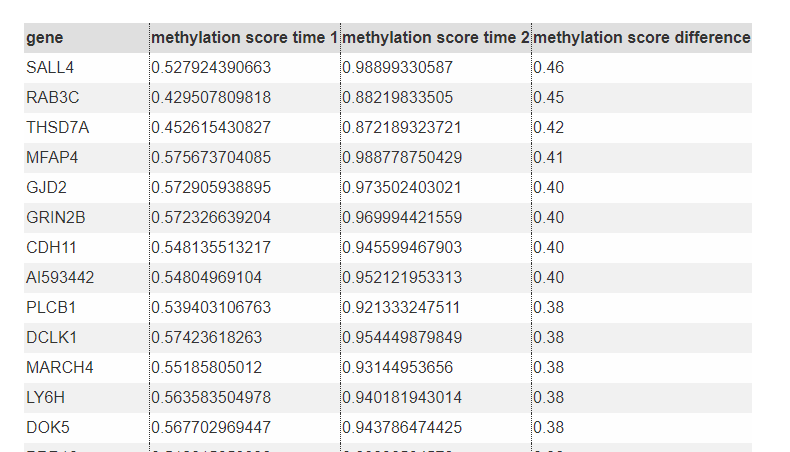 gene methylation score time 1 methylation score time 2 methylation score difference
SALL4 0.527924390663 0.98899330587 0.46
RAB3C 0.429507809818 0.88219833505 0.45
THSD7A 0.452615430827 0.872189323721 0.42
MFAP4 0.575673704085 0.988778750429 0.41
GJD2 0.572905938895 0.973502403021 0.40
GRIN2B 0.572326639204 0.969994421559 0.40
CDH11 0.548135513217 0.945599467903 0.40
AI593442 0.54804969104 0.952121953313 0.40
PLCB1 0.539403106763 0.921333247511 0.38
DCLK1 0.57423618263 0.954449879849 0.38
MARCH4 0.55185805012 0.93144953656 0.38
LY6H 0.563583504978 0.940181943014 0.38
DOK5 0.567702969447 0.943786474425 0.38